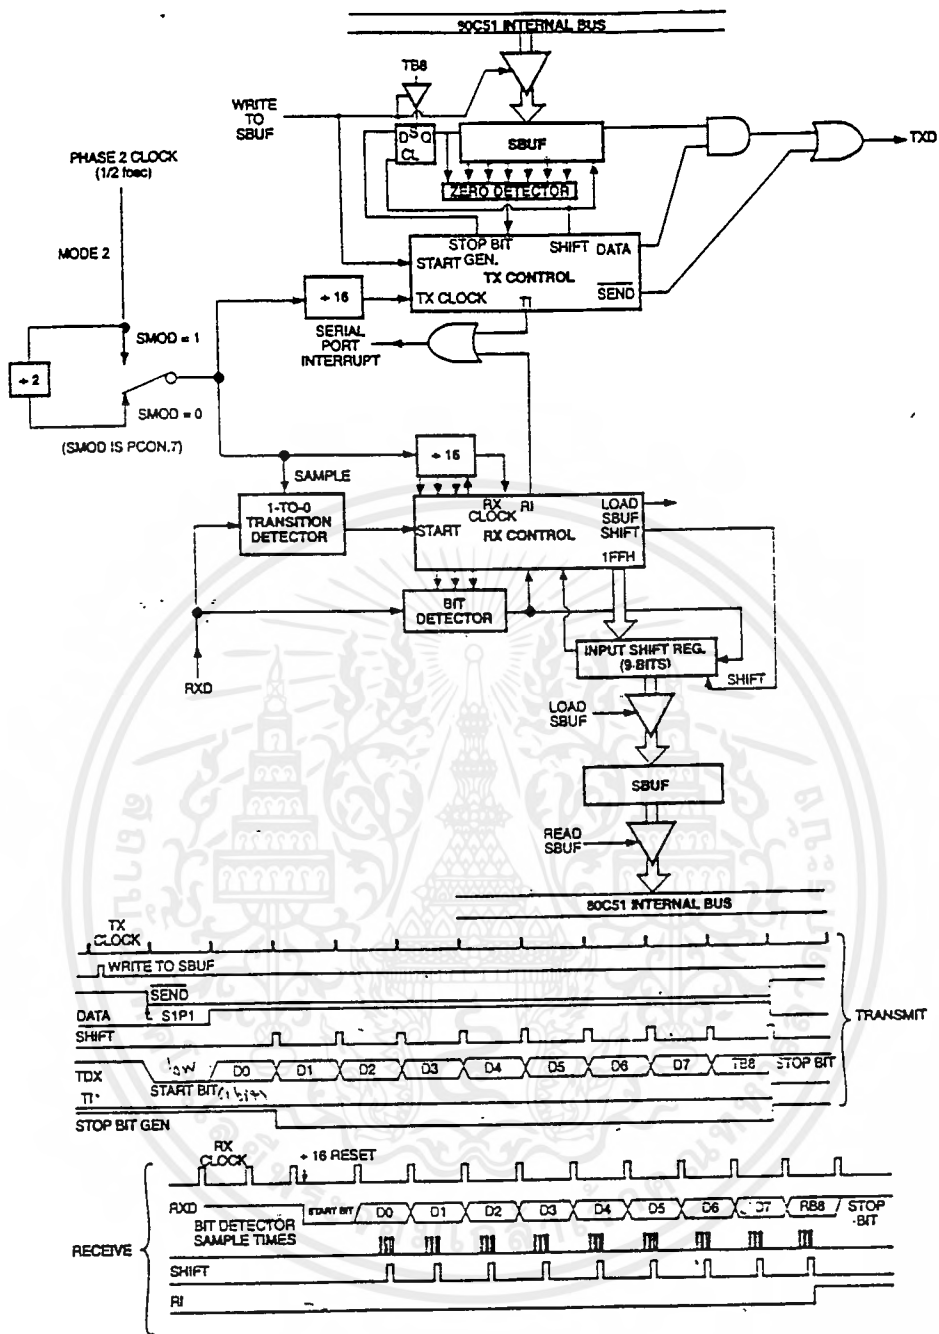 80C51 INTERNAL BUS
TB8
WRITE
TO
SBUF
D S Q
CL
SBUF
TXD
PHASE 2 CLOCK
(1/2 fosc)
ZERO DETECTOR
MODE 2
STOP BIT
GEN.
SHIFT
DATA
START
TX CONTROL
TX CLOCK
TI
SEND
÷ 16
SERIAL
PORT
INTERRUPT
SMOD = 1
÷ 2
SMOD = 0
(SMOD IS PCON.7)
÷ 16
SAMPLE
1-TO-0
TRANSITION
DETECTOR
START
RX
CLOCK
RI
RX CONTROL
LOAD
SBUF
SHIFT
1FFH
BIT
DETECTOR
INPUT SHIFT REG.
(9-BITS)
SHIFT
RXD
LOAD
SBUF
SBUF
READ
SBUF
80C51 INTERNAL BUS
TX
CLOCK
WRITE TO SBUF
SEND
DATA
S1P1
TRANSMIT
SHIFT
low
TDX
D0 D1 D2 D3 D4 D5 D6 D7 TB8 STOP BIT
START BIT
TI
STOP BIT GEN
RX
CLOCK
÷ 16 RESET
RXD
START BIT D0 D1 D2 D3 D4 D5 D6 D7 RB8 STOP
BIT
BIT DETECTOR
SAMPLE TIMES
RECEIVE
SHIFT
RI